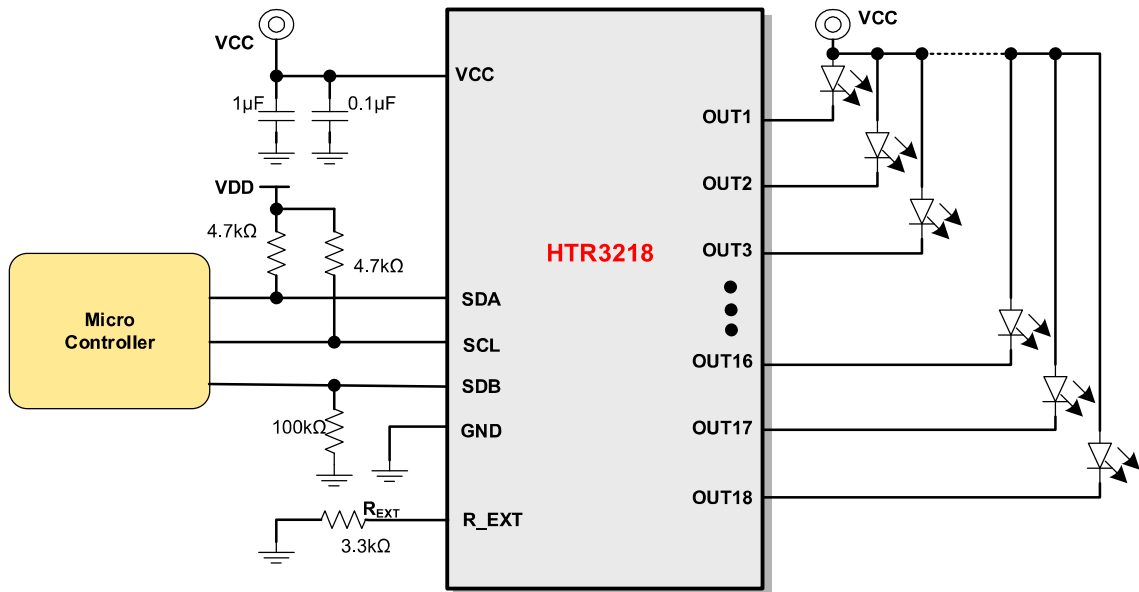 VCC
VCC
VCC
1μF
0.1μF
OUT1
VDD
OUT2
4.7kΩ
4.7kΩ
HTR3218
OUT3
Micro
Controller
SDA
SCL
OUT16
SDB
100kΩ
GND
OUT17
OUT18
R_EXT
REXT
3.3kΩ